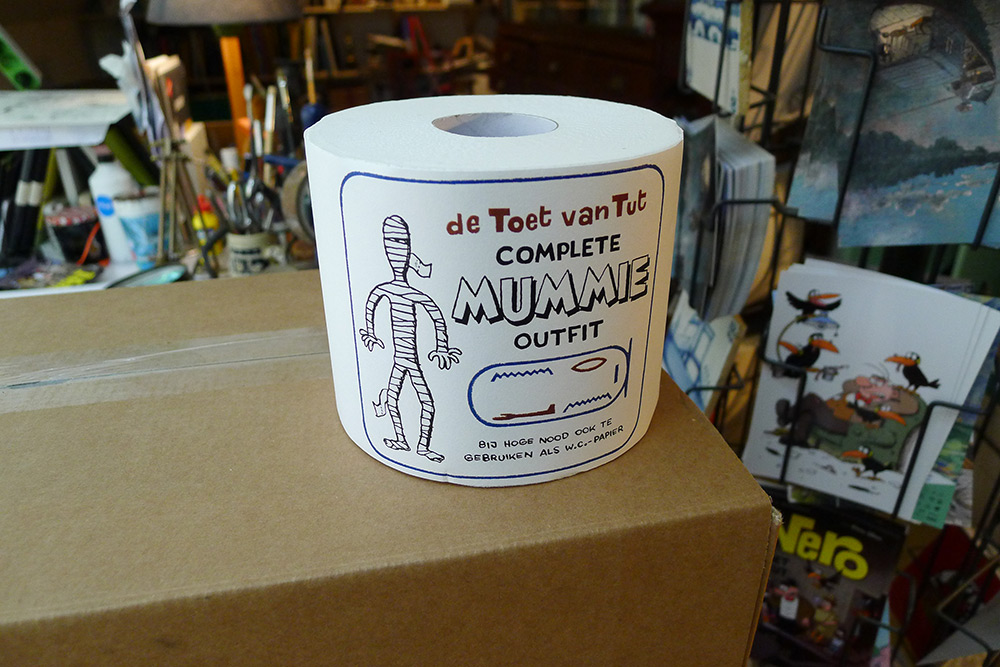 de Toet van Tut
COMPLETE
MUMMIE
OUTFIT
BIJ HOGE NOOD OOK TE
GEBRUIKEN ALS W.C.-PAPIER
Nero